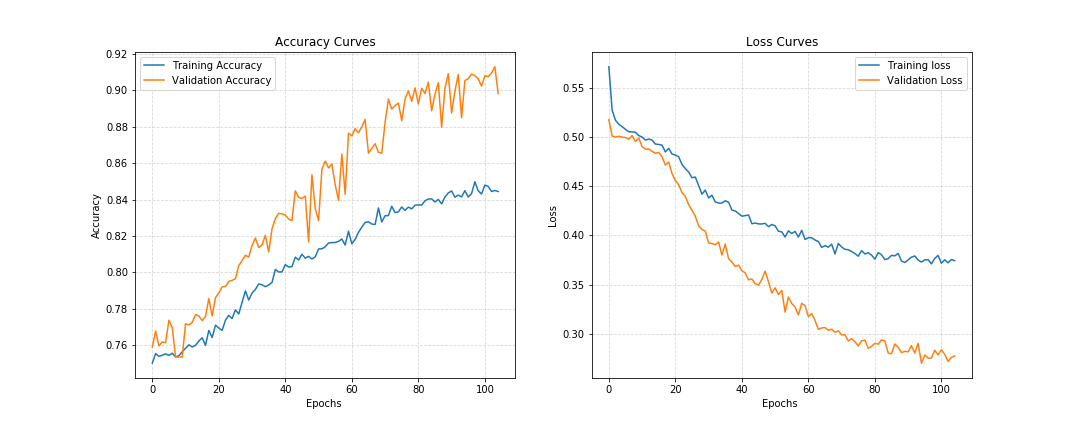 Accuracy Curves
Training Accuracy
Validation Accuracy
0.92
0.90
0.88
0.86
0.84
0.82
0.80
0.78
0.76
Accuracy
0 20 40 60 80 100
Epochs
Loss Curves
Training loss
Validation Loss
0.55
0.50
0.45
0.40
0.35
0.30
Loss
0 20 40 60 80 100
Epochs